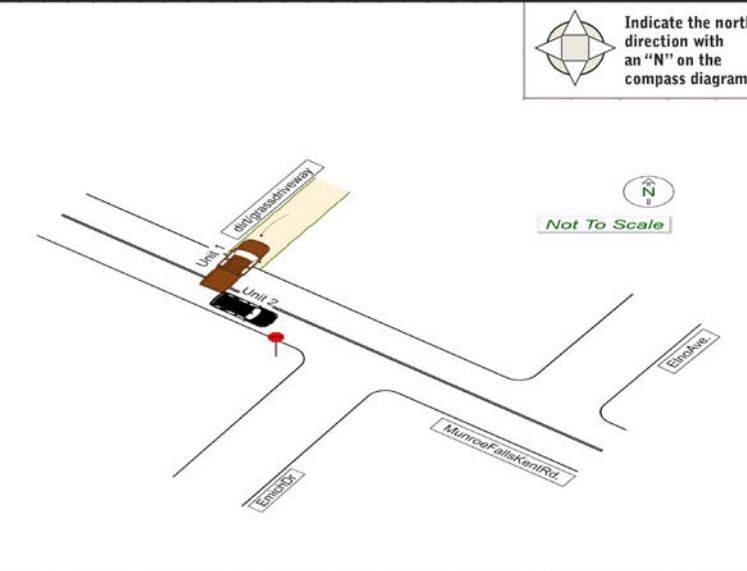 Indicate the north
direction with
an “N” on the
compass diagram
dirt/grassdriveway
N
Not To Scale
Unit 1
Unit 2
ElnoAve.
MunroeFallsKentRd.
EmichDr